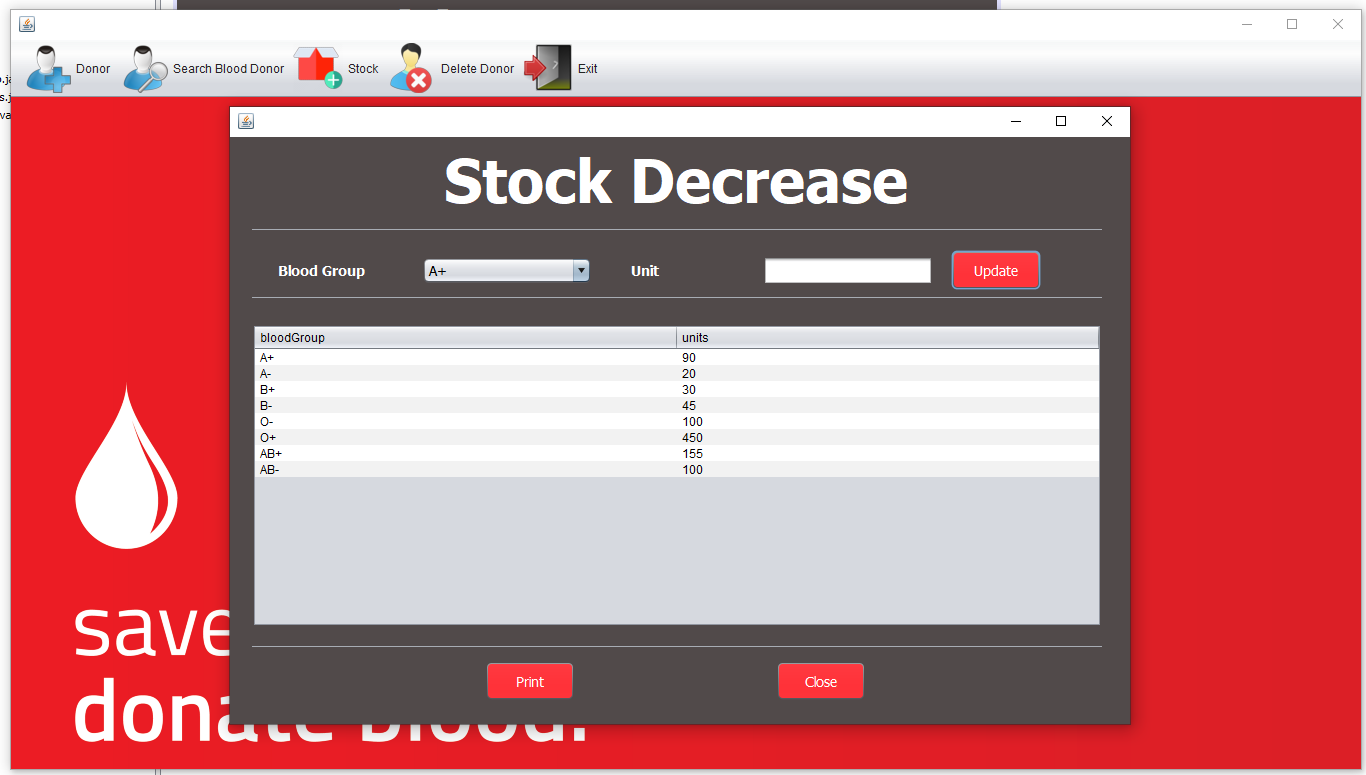 Donor Search Blood Donor Stock Delete Donor Exit
Stock Decrease
Blood Group A+ Unit Update
bloodGroup units
A+ 90
A- 20
B+ 30
B- 45
O- 100
O+ 450
AB+ 155
AB- 100
save
donate blood.
Print Close